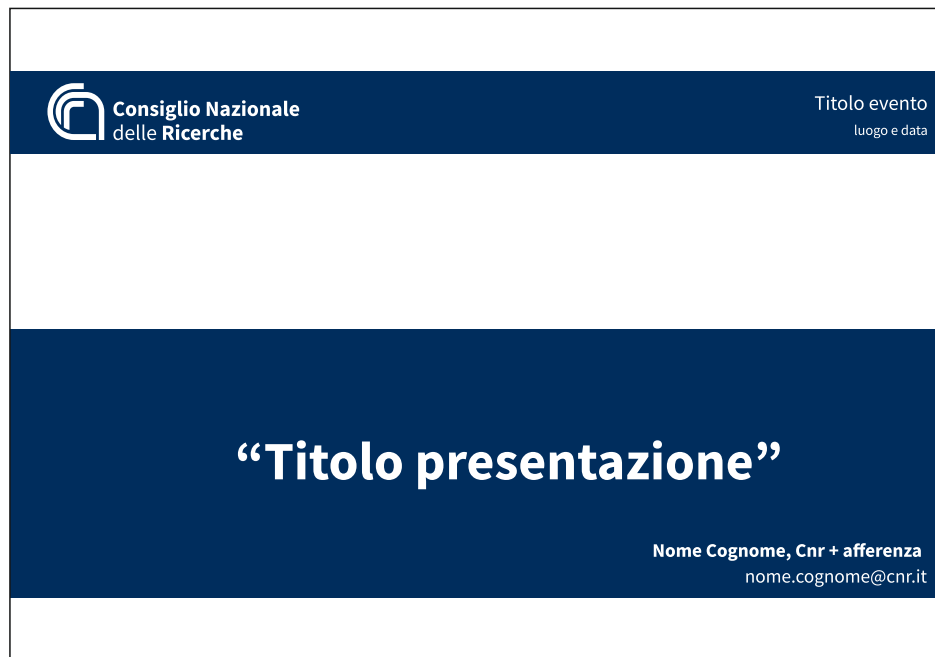 Consiglio Nazionale
delle Ricerche
Titolo evento
luogo e data
“Titolo presentazione”
Nome Cognome, Cnr + afferenza
nome.cognome@cnr.it